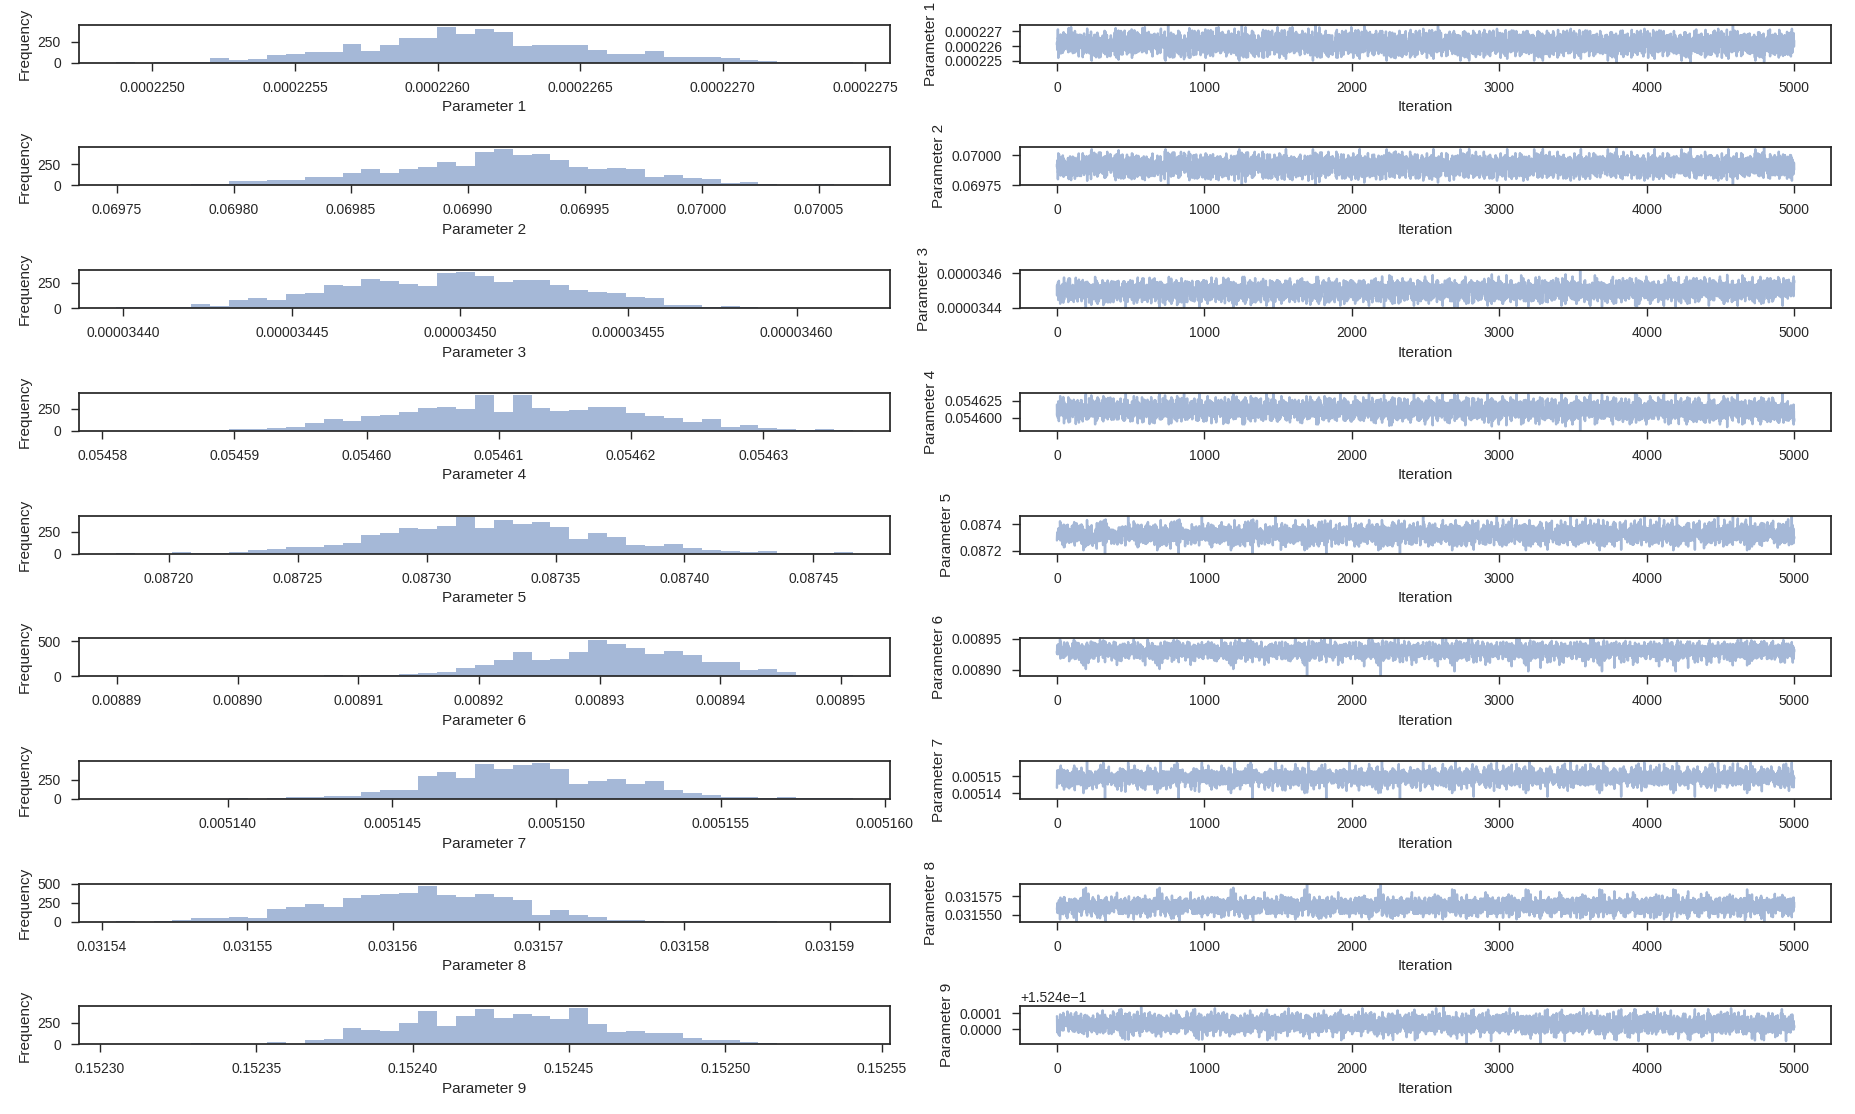 Frequency
250
0
0.0002250 0.0002255 0.0002260 0.0002265 0.0002270 0.0002275
Parameter 1
Parameter 1
0.000227
0.000226
0.000225
0 1000 2000 3000 4000 5000
Iteration
Frequency
250
0
0.06975 0.06980 0.06985 0.06990 0.06995 0.07000 0.07005
Parameter 2
Parameter 2
0.07000
0.06975
0 1000 2000 3000 4000 5000
Iteration
Frequency
250
0
0.00003440 0.00003445 0.00003450 0.00003455 0.00003460
Parameter 3
Parameter 3
0.0000346
0.0000344
0 1000 2000 3000 4000 5000
Iteration
Frequency
250
0
0.05458 0.05459 0.05460 0.05461 0.05462 0.05463
Parameter 4
Parameter 4
0.054625
0.054600
0 1000 2000 3000 4000 5000
Iteration
Frequency
250
0
0.08720 0.08725 0.08730 0.08735 0.08740 0.08745
Parameter 5
Parameter 5
0.0874
0.0872
0 1000 2000 3000 4000 5000
Iteration
Frequency
500
0
0.00889 0.00890 0.00891 0.00892 0.00893 0.00894 0.00895
Parameter 6
Parameter 6
0.00895
0.00890
0 1000 2000 3000 4000 5000
Iteration
Frequency
250
0
0.005140 0.005145 0.005150 0.005155 0.005160
Parameter 7
Parameter 7
0.00515
0.00514
0 1000 2000 3000 4000 5000
Iteration
Frequency
500
250
0
0.03154 0.03155 0.03156 0.03157 0.03158 0.03159
Parameter 8
Parameter 8
0.031575
0.031550
0 1000 2000 3000 4000 5000
Iteration
Frequency
250
0
0.15230 0.15235 0.15240 0.15245 0.15250 0.15255
Parameter 9
Parameter 9
+1.524e−1
0.0001
0.0000
0 1000 2000 3000 4000 5000
Iteration